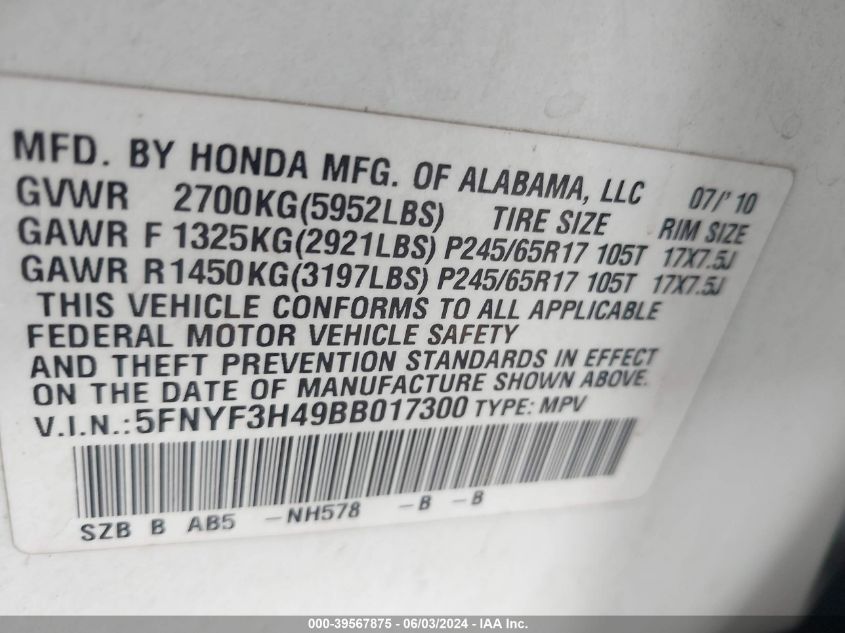 MFD. BY HONDA MFG. OF ALABAMA, LLC 07/'10
GVWR 2700KG(5952LBS) TIRE SIZE RIM SIZE
GAWR F 1325KG(2921LBS) P245/65R17 105T 17X7.5J
GAWR R 1450KG(3197LBS) P245/65R17 105T 17X7.5J
THIS VEHICLE CONFORMS TO ALL APPLICABLE
FEDERAL MOTOR VEHICLE SAFETY
AND THEFT PREVENTION STANDARDS IN EFFECT
ON THE DATE OF MANUFACTURE SHOWN ABOVE.
V.I.N.:5FNYF3H49BB017300 TYPE: MPV
SZB B AB5 -NH578 -B -B
000-39567875 - 06/03/2024 - IAA Inc.